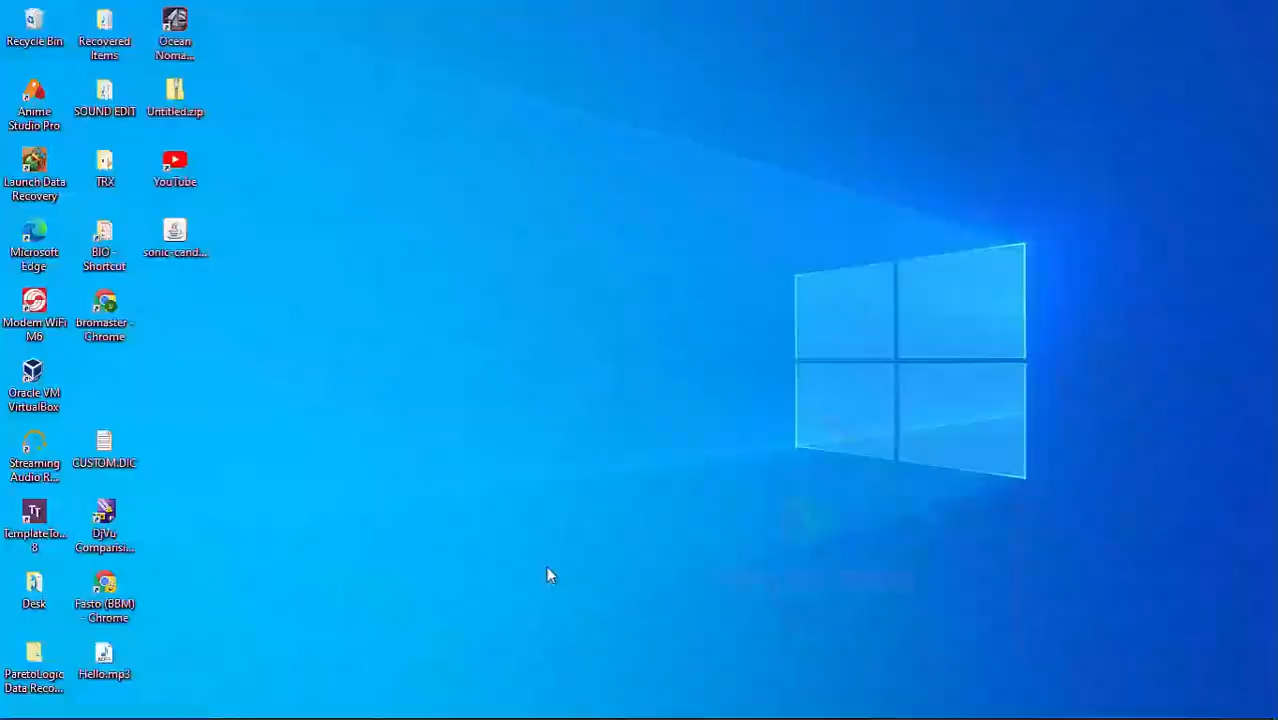 Recycle Bin
Recovered
Items
Ocean
Noma...
Anime
Studio Pro
SOUND EDIT
Untitled.zip
Launch Data
Recovery
TRX
YouTube
Microsoft
Edge
BIO -
Shortcut
sonic-cand...
Modem WiFi
M6
bromaster -
Chrome
Oracle VM
VirtualBox
Streaming
Audio R...
CUSTOM.DIC
TemplateTo...
8
DjVu
Comparisi...
Desk
Fasto (BBM)
- Chrome
ParetoLogic
Data Reco...
Hello.mp3